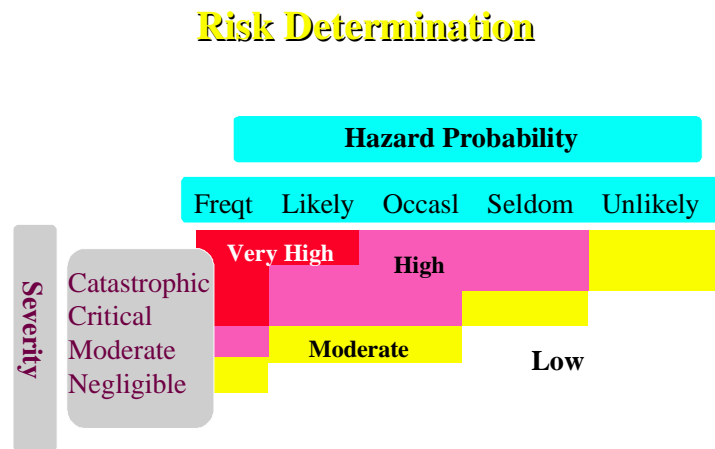 Risk Determination
Hazard Probability
Freqt Likely Occasl Seldom Unlikely
Severity
Catastrophic
Critical
Moderate
Negligible
Very High
High
Moderate
Low